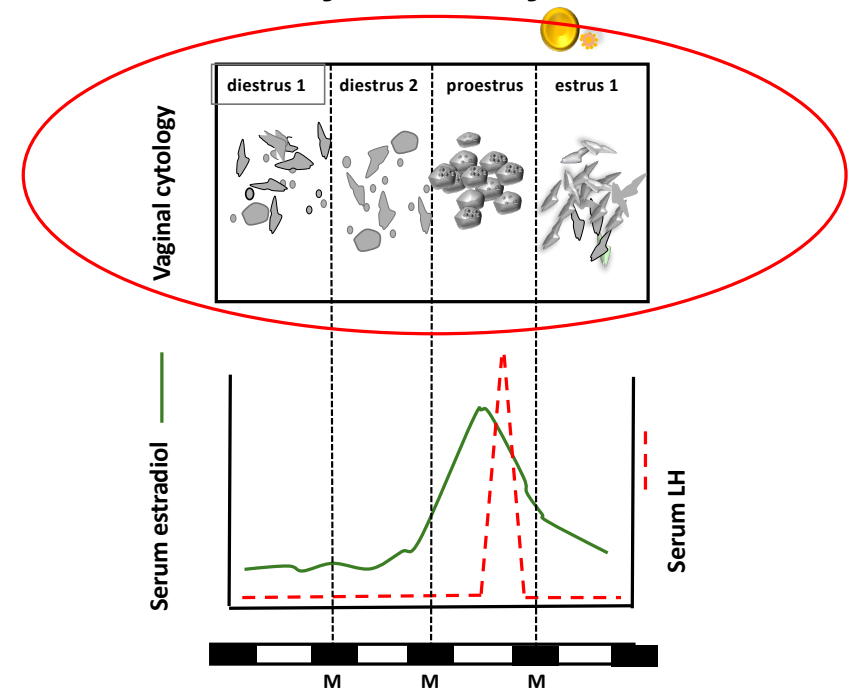 diestrus 1
diestrus 2
proestrus
estrus 1
Vaginal cytology
Serum estradiol
Serum LH
M
M
M